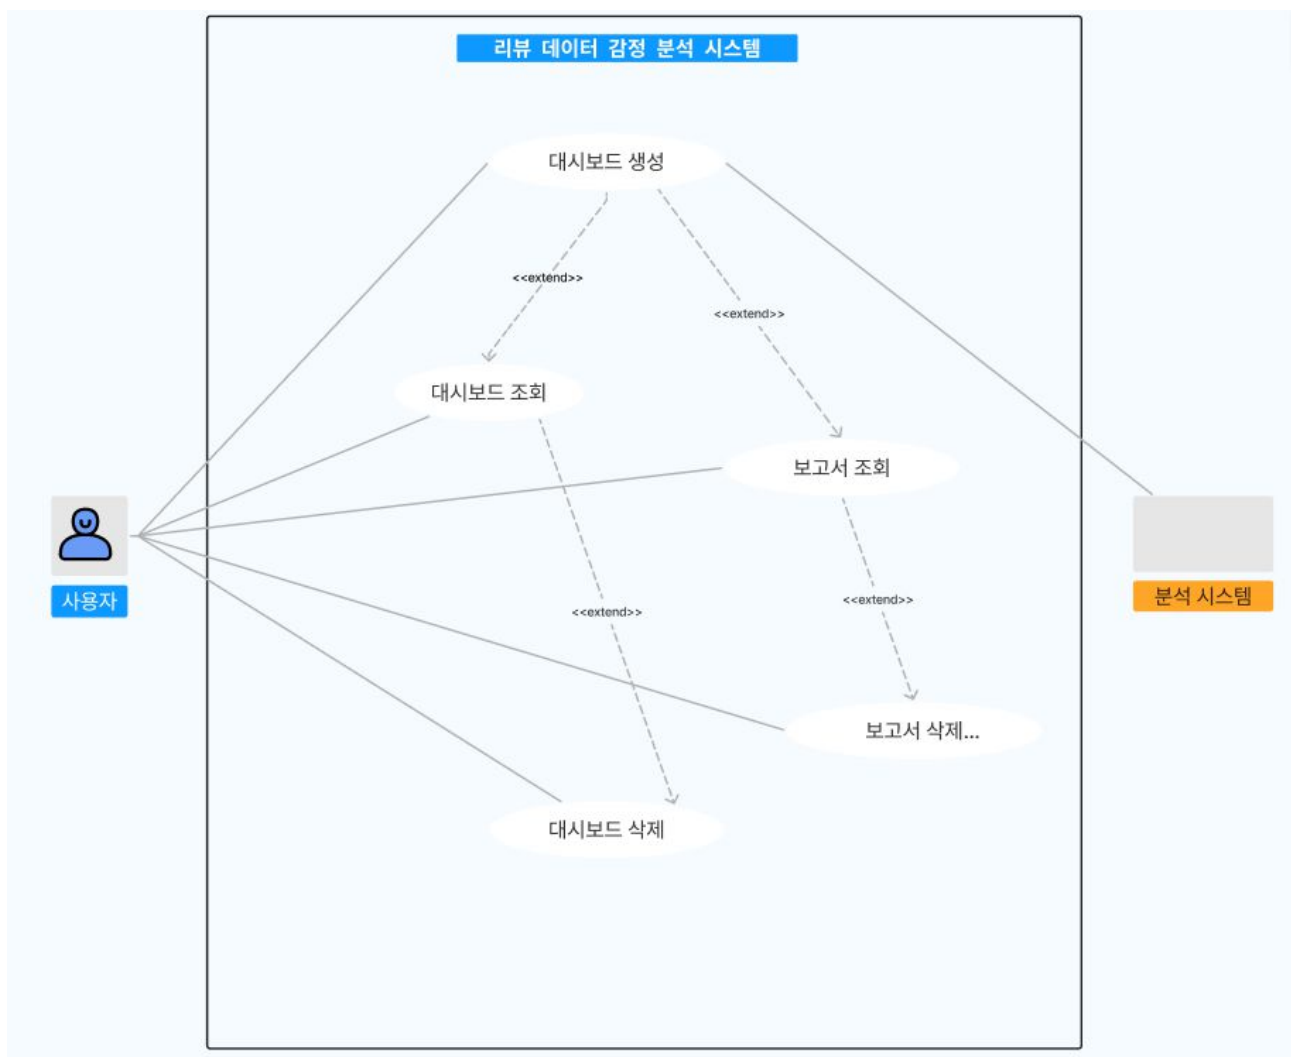 리뷰 데이터 감정 분석 시스템
대시보드 생성
<<extend>>
<<extend>>
대시보드 조회
보고서 조회
사용자
분석 시스템
<<extend>>
<<extend>>
보고서 삭제...
대시보드 삭제